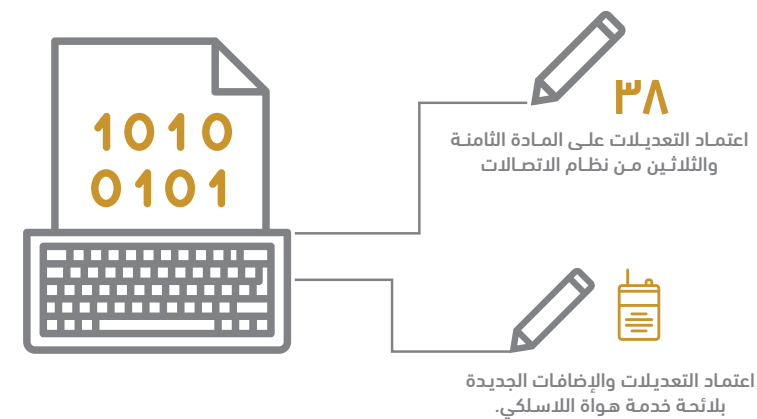 1010
0101
٣٨
اعتماد التعديلات على المادة الثامنة
والثلاثين من نظام الاتصالات
اعتماد التعديلات والإضافات الجديدة
بلائحة خدمة هواة اللاسلكي.